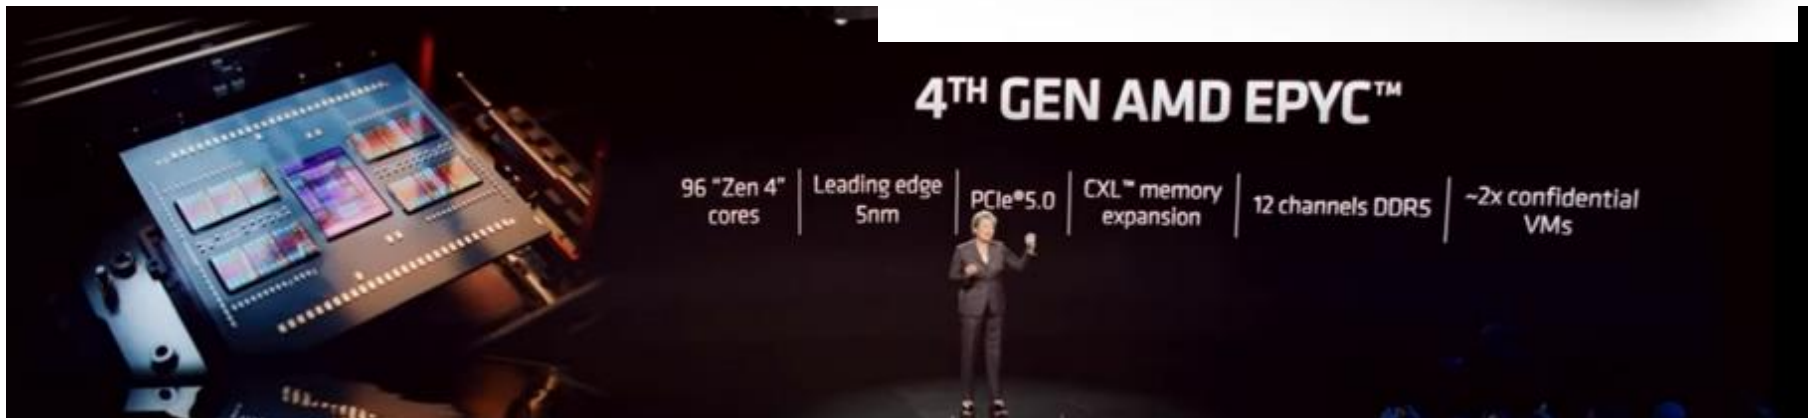 4TH GEN AMD EPYC™
96 "Zen 4"
cores
Leading edge
5nm
PCIe®5.0
CXL™ memory
expansion
12 channels DDR5
~2x confidential
VMs